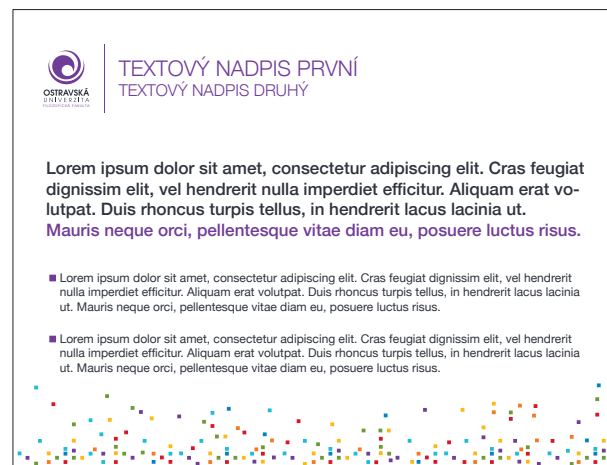 OSTRAVSKÁ
UNIVERZITA
FILOZOFICKÁ FAKULTA
TEXTOVÝ NADPIS PRVNÍ
TEXTOVÝ NADPIS DRUHÝ
Lorem ipsum dolor sit amet, consectetur adipiscing elit. Cras feugiat
dignissim elit, vel hendrerit nulla imperdiet efficitur. Aliquam erat vo-
lutpat. Duis rhoncus turpis tellus, in hendrerit lacus lacinia ut.
Mauris neque orci, pellentesque vitae diam eu, posuere luctus risus.
Lorem ipsum dolor sit amet, consectetur adipiscing elit. Cras feugiat dignissim elit, vel hendrerit
nulla imperdiet efficitur. Aliquam erat volutpat. Duis rhoncus turpis tellus, in hendrerit lacus lacinia
ut. Mauris neque orci, pellentesque vitae diam eu, posuere luctus risus.
Lorem ipsum dolor sit amet, consectetur adipiscing elit. Cras feugiat dignissim elit, vel hendrerit
nulla imperdiet efficitur. Aliquam erat volutpat. Duis rhoncus turpis tellus, in hendrerit lacus lacinia
ut. Mauris neque orci, pellentesque vitae diam eu, posuere luctus risus.